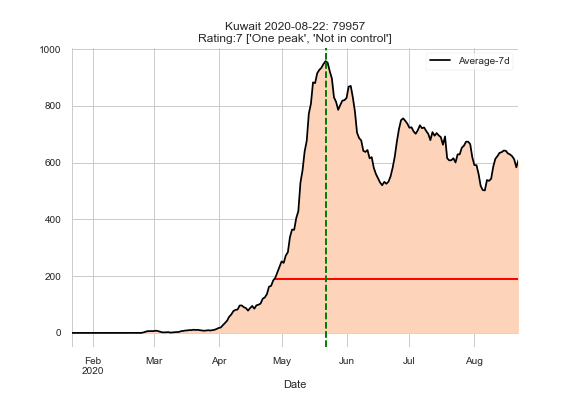 Kuwait 2020-08-22: 79957
Rating:7 ['One peak', 'Not in control']
Average-7d
1000
800
600
400
200
0
Feb Mar Apr May Jun Jul Aug
2020
Date